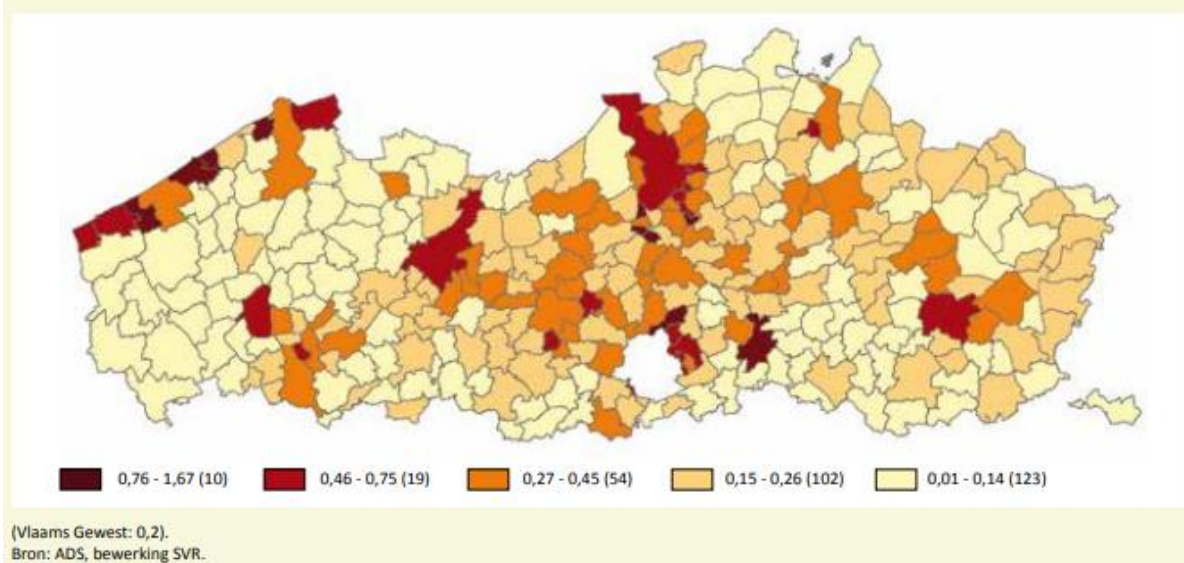 0,76 - 1,67 (10) 0,46 - 0,75 (19) 0,27 - 0,45 (54) 0,15 - 0,26 (102) 0,01 - 0,14 (123)
(Vlaams Gewest: 0,2).
Bron: ADS, bewerking SVR.